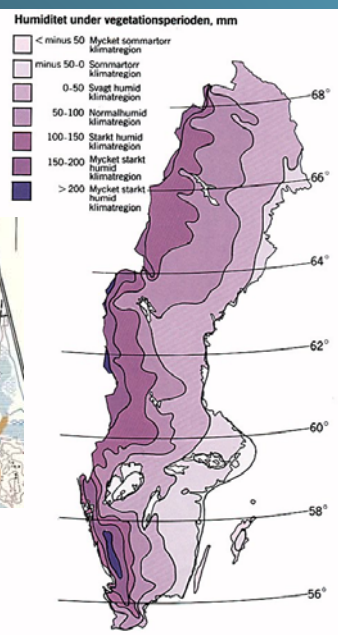 Humiditet under vegetationsperioden, mm
< minus 50 Mycket sommartorr
klimatregion
minus 50-0 Sommartorr
klimatregion
0-50 Svagt humid
klimatregion
50-100 Normalhumid
klimatregion
100-150 Starkt humid
klimatregion
150-200 Mycket starkt
humid
klimatregion
> 200 Mycket starkt
humid
klimatregion
68°
66°
64°
62°
60°
58°
56°